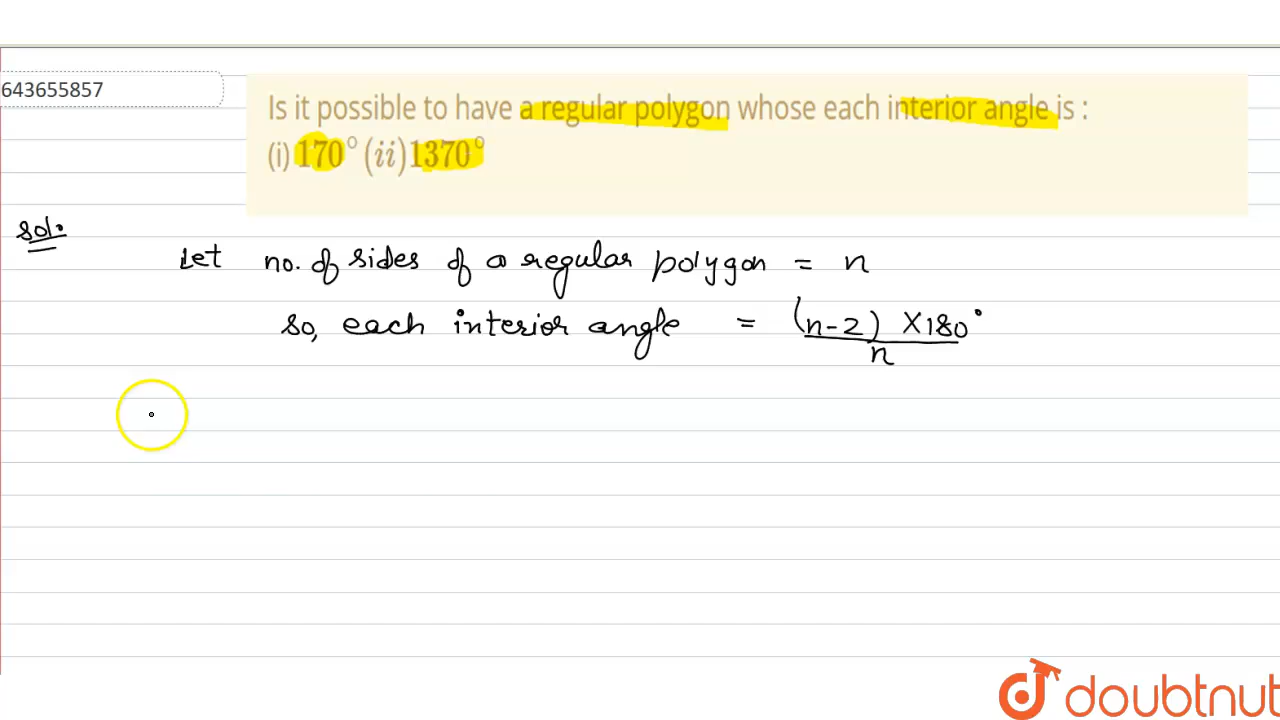 643655857
Is it possible to have a regular polygon whose each interior angle is :
(i) 170° (ii) 1370°
Sol.
Let no. of sides of a regular polygon = n
so, each interior angle = (n-2) X180°
n
doubtnut